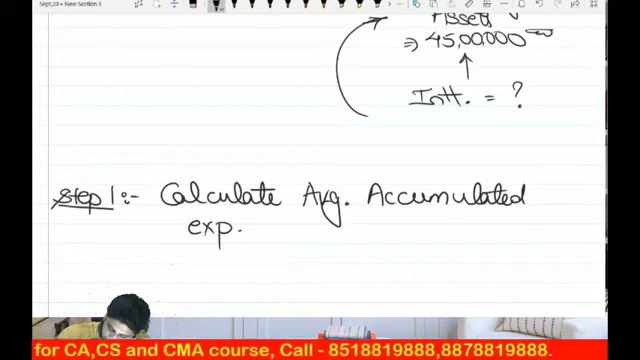 Sept,20 + New Section 3
Assets
⇒ 45,00,000
Intt. = ?
Step 1:- Calculate Avg. Accumulated
exp.
for CA,CS and CMA course, Call - 8518819888,8878819888.